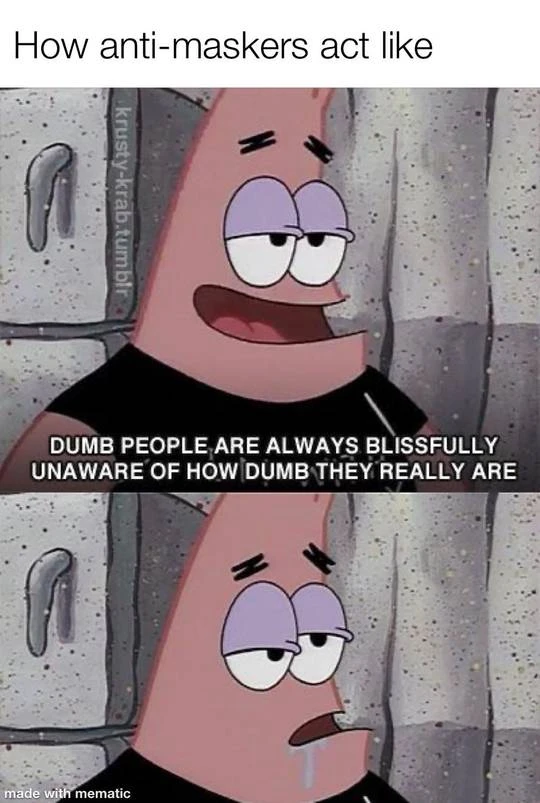 How anti-maskers act like
krusty-krab.tumblr
DUMB PEOPLE ARE ALWAYS BLISSFULLY
UNAWARE OF HOW DUMB THEY REALLY ARE
made with mematic